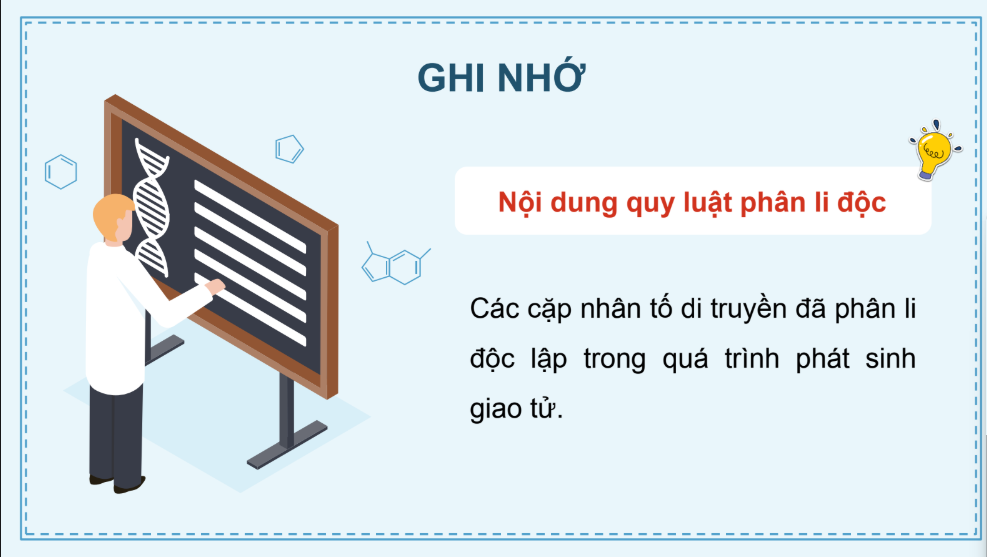 GHI NHỚ
Nội dung quy luật phân li độc
Các cặp nhân tố di truyền đã phân li
độc lập trong quá trình phát sinh
giao tử.